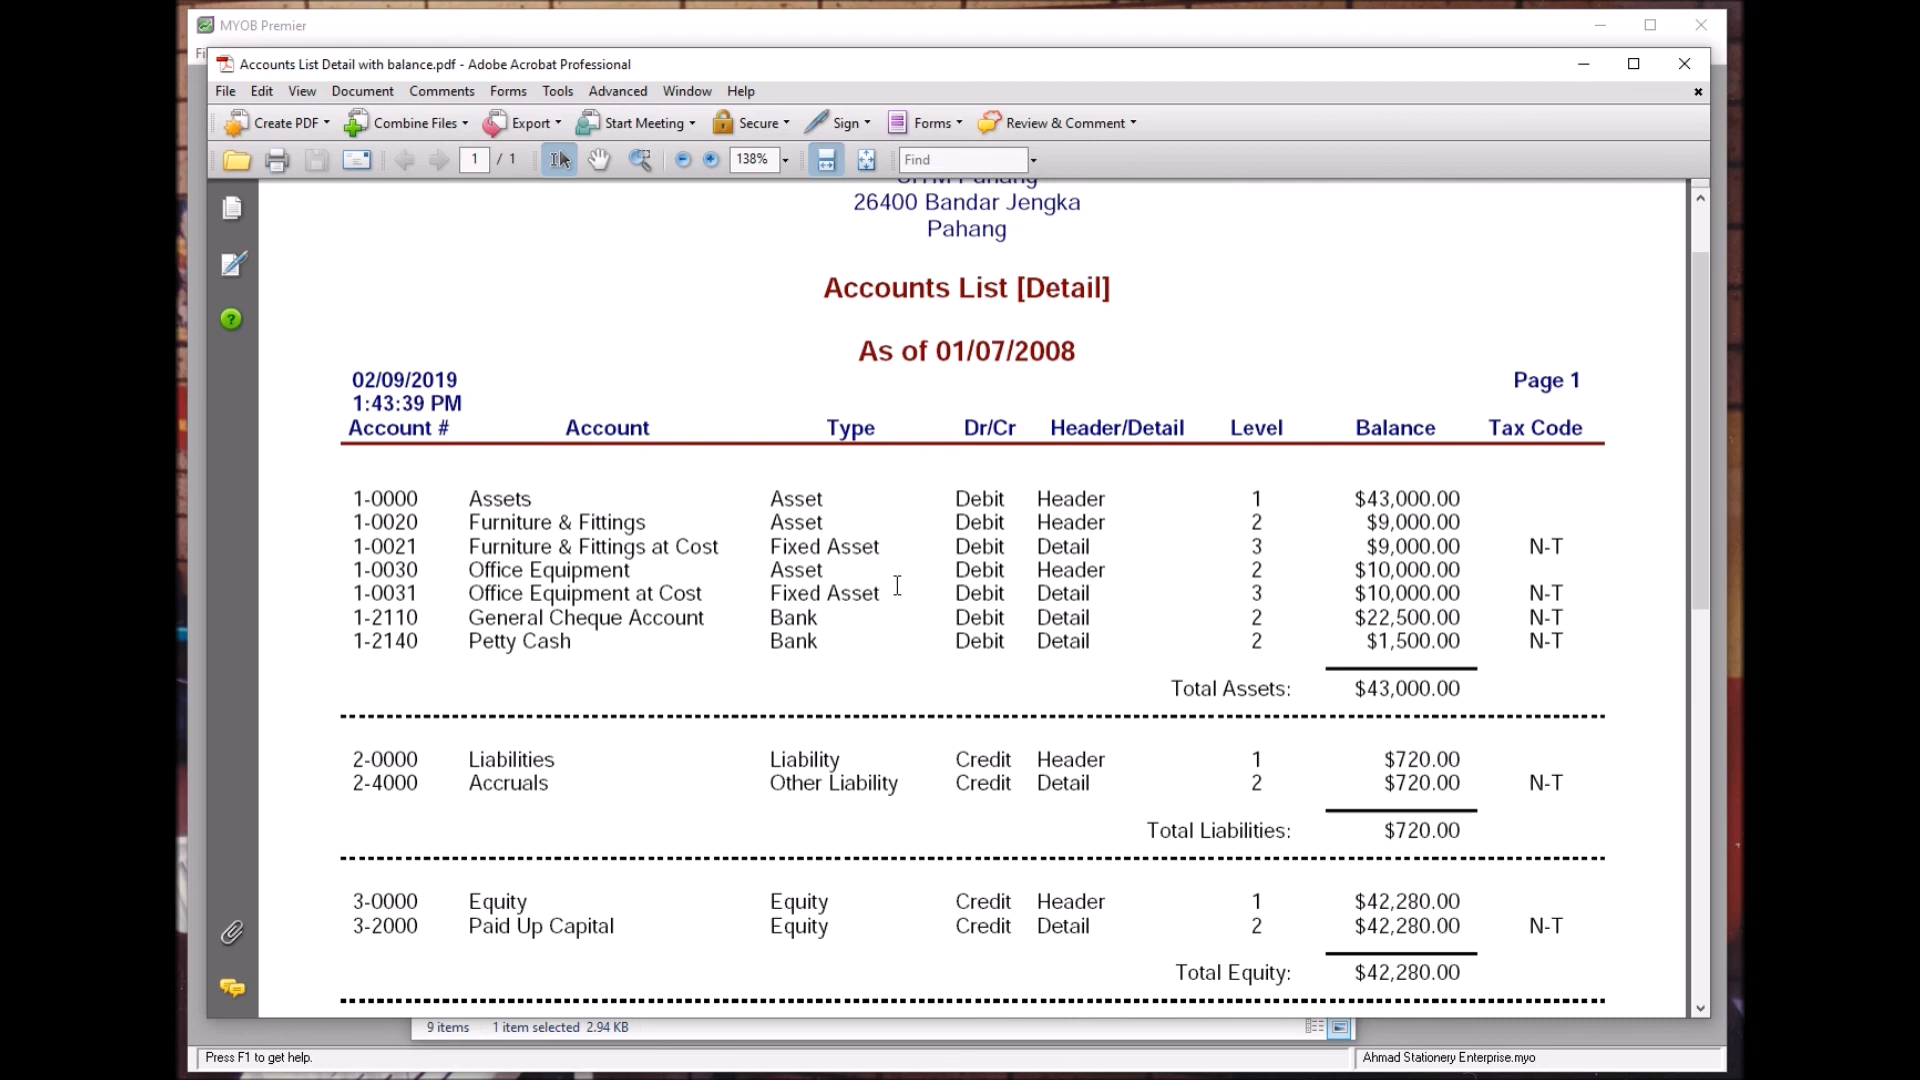 MYOB Premier
Fi
Accounts List Detail with balance.pdf - Adobe Acrobat Professional
File Edit View Document Comments Forms Tools Advanced Window Help
Create PDF Combine Files Export Start Meeting Secure Sign Forms Review & Comment
1 / 1 138% Find
Pahang
26400 Bandar Jengka
Pahang
Accounts List [Detail]
As of 01/07/2008
02/09/2019 Page 1
1:43:39 PM
Account # Account Type Dr/Cr Header/Detail Level Balance Tax Code
1-0000 Assets Asset Debit Header 1 $43,000.00
1-0020 Furniture & Fittings Asset Debit Header 2 $9,000.00
1-0021 Furniture & Fittings at Cost Fixed Asset Debit Detail 3 $9,000.00 N-T
1-0030 Office Equipment Asset Debit Header 2 $10,000.00
1-0031 Office Equipment at Cost Fixed Asset Debit Detail 3 $10,000.00 N-T
1-2110 General Cheque Account Bank Debit Detail 2 $22,500.00 N-T
1-2140 Petty Cash Bank Debit Detail 2 $1,500.00 N-T
Total Assets: $43,000.00
2-0000 Liabilities Liability Credit Header 1 $720.00
2-4000 Accruals Other Liability Credit Detail 2 $720.00 N-T
Total Liabilities: $720.00
3-0000 Equity Equity Credit Header 1 $42,280.00
3-2000 Paid Up Capital Equity Credit Detail 2 $42,280.00 N-T
Total Equity: $42,280.00
9 items 1 item selected 2.94 KB
Press F1 to get help. Ahmad Stationery Enterprise.myo